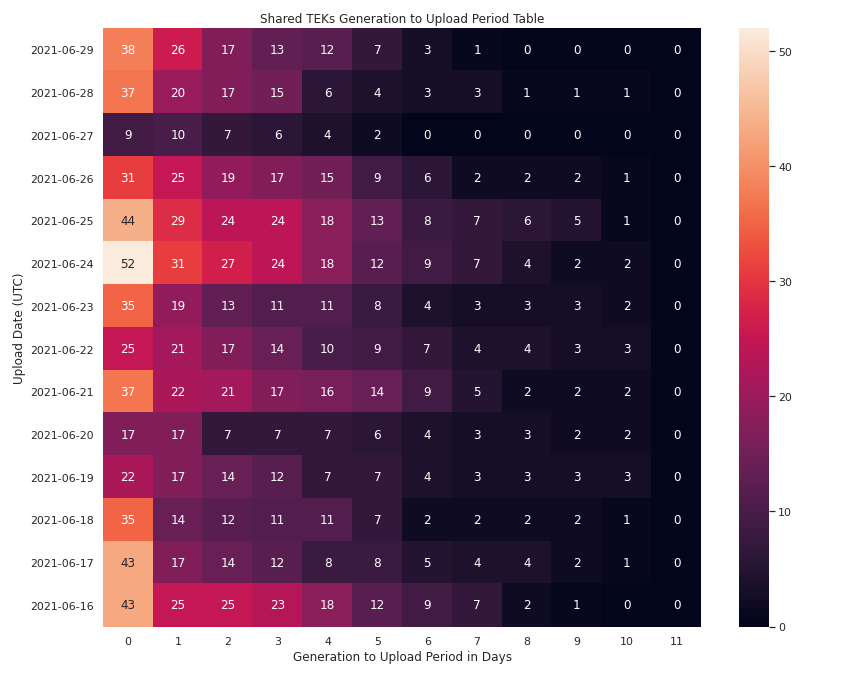 Shared TEKs Generation to Upload Period Table
2021-06-29 38 26 17 13 12 7 3 1 0 0 0 0
2021-06-28 37 20 17 15 6 4 3 3 1 1 1 0
2021-06-27 9 10 7 6 4 2 0 0 0 0 0 0
2021-06-26 31 25 19 17 15 9 6 2 2 2 1 0
2021-06-25 44 29 24 24 18 13 8 7 6 5 1 0
2021-06-24 52 31 27 24 18 12 9 7 4 2 2 0
2021-06-23 35 19 13 11 11 8 4 3 3 3 2 0
2021-06-22 25 21 17 14 10 9 7 4 4 3 3 0
2021-06-21 37 22 21 17 16 14 9 5 2 2 2 0
2021-06-20 17 17 7 7 7 6 4 3 3 2 2 0
2021-06-19 22 17 14 12 7 7 4 3 3 3 3 0
2021-06-18 35 14 12 11 11 7 2 2 2 2 1 0
2021-06-17 43 17 14 12 8 8 5 4 4 2 1 0
2021-06-16 43 25 25 23 18 12 9 7 2 1 0 0
0 1 2 3 4 5 6 7 8 9 10 11
Generation to Upload Period in Days
Upload Date (UTC)
50
40
30
20
10
0